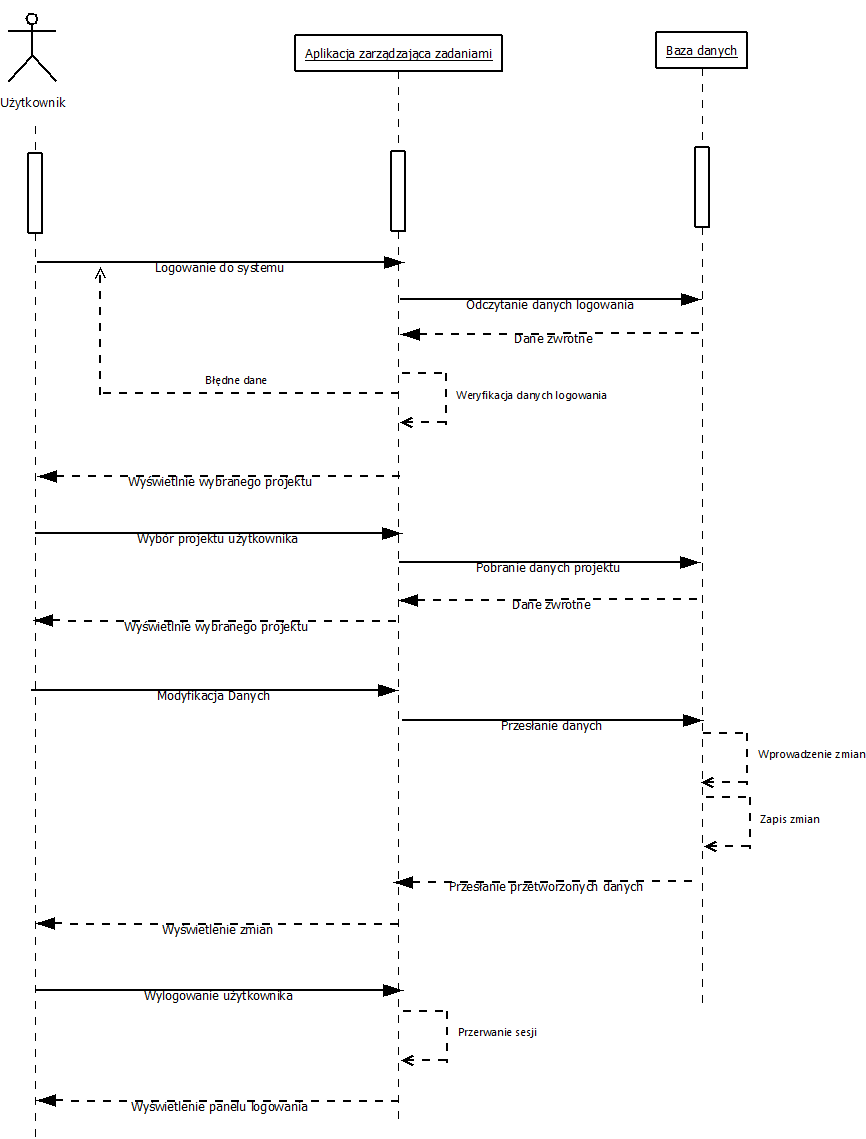 Użytkownik
Aplikacja zarządzająca zadaniami
Baza danych
Logowanie do systemu
Odczytanie danych logowania
Dane zwrotne
Błędne dane
Weryfikacja danych logowania
Wyświetlnie wybranego projektu
Wybór projektu użytkownika
Pobranie danych projektu
Dane zwrotne
Wyświetlnie wybranego projektu
Modyfikacja Danych
Przesłanie danych
Wprowadzenie zmian
Zapis zmian
Przesłanie przetworzonych danych
Wyświetlenie zmian
Wylogowanie użytkownika
Przerwanie sesji
Wyświetlenie panelu logowania